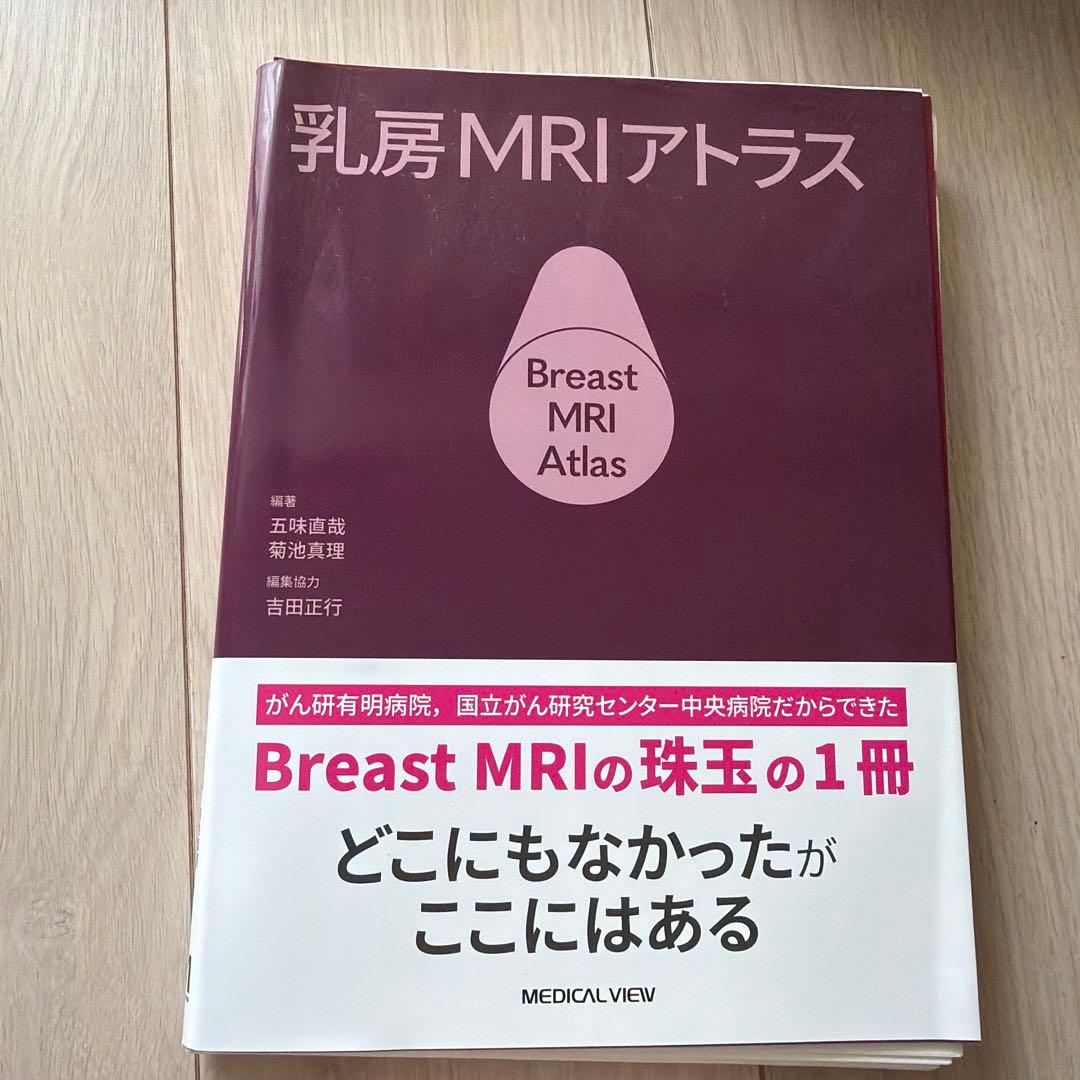 乳房MRIアトラス
Breast
MRI
Atlas
編著
五味直哉
菊池真理
編集協力
吉田正行
がん研有明病院，国立がん研究センター中央病院だからできた
Breast MRIの珠玉の1冊
どこにもなかったが
ここにはある
MEDICAL VIEW